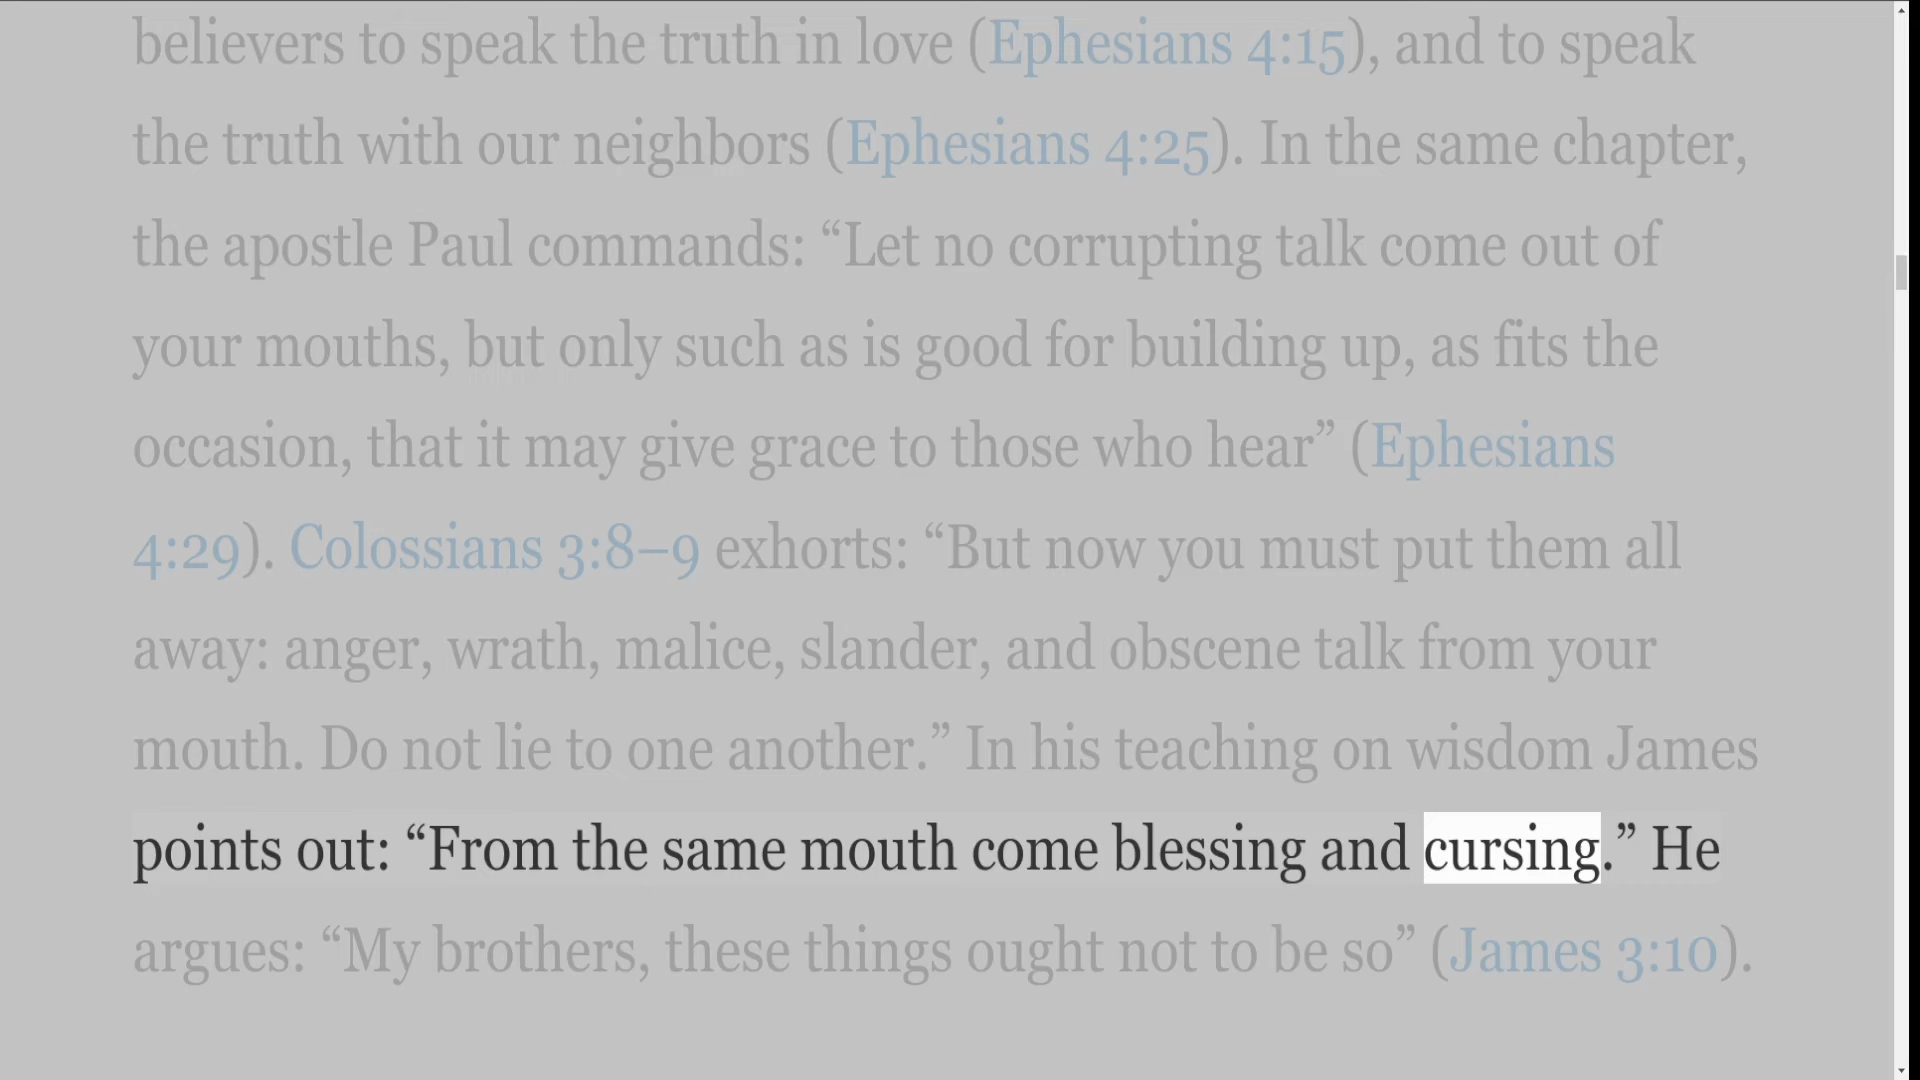 believers to speak the truth in love (Ephesians 4:15), and to speak
the truth with our neighbors (Ephesians 4:25). In the same chapter,
the apostle Paul commands: “Let no corrupting talk come out of
your mouths, but only such as is good for building up, as fits the
occasion, that it may give grace to those who hear” (Ephesians
4:29). Colossians 3:8–9 exhorts: “But now you must put them all
away: anger, wrath, malice, slander, and obscene talk from your
mouth. Do not lie to one another.” In his teaching on wisdom James
points out: “From the same mouth come blessing and cursing.” He
argues: “My brothers, these things ought not to be so” (James 3:10).